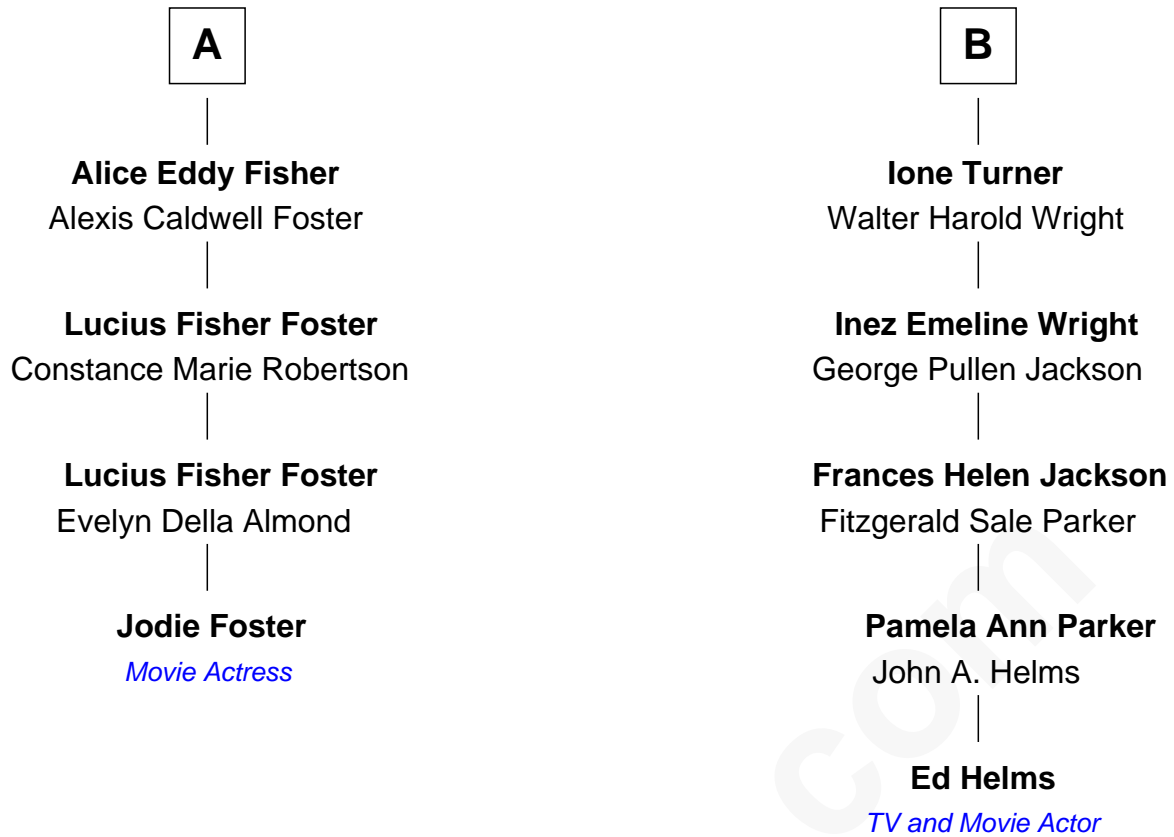 A
Alice Eddy Fisher
Alexis Caldwell Foster
Lucius Fisher Foster
Constance Marie Robertson
Lucius Fisher Foster
Evelyn Della Almond
Jodie Foster
Movie Actress
B
Ione Turner
Walter Harold Wright
Inez Emeline Wright
George Pullen Jackson
Frances Helen Jackson
Fitzgerald Sale Parker
Pamela Ann Parker
John A. Helms
Ed Helms
TV and Movie Actor
com